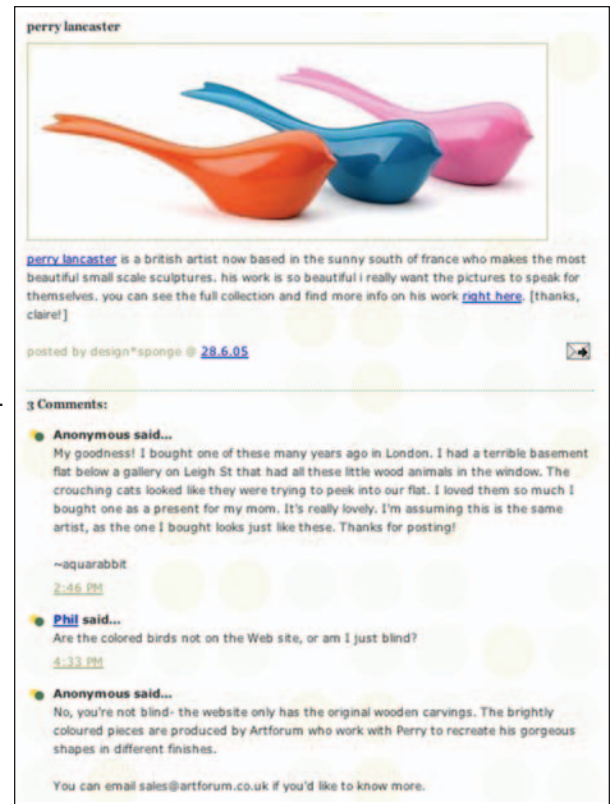 perry lancaster
perry lancaster is a british artist now based in the sunny south of france who makes the most
beautiful small scale sculptures. his work is so beautiful i really want the pictures to speak for
themselves. you can see the full collection and find more info on his work right here. [thanks,
claire!]
posted by design*sponge @ 28.6.05
3 Comments:
Anonymous said...
My goodness! I bought one of these many years ago in London. I had a terrible basement
flat below a gallery on Leigh St that had all these little wood animals in the window. The
crouching cats looked like they were trying to peek into our flat. I loved them so much I
bought one as a present for my mom. It's really lovely. I'm assuming this is the same
artist, as the one I bought looks just like these. Thanks for posting!
~aquarabbit
2:46 PM
Phil said...
Are the colored birds not on the Web site, or am I just blind?
4:33 PM
Anonymous said...
No, you're not blind- the website only has the original wooden carvings. The brightly
coloured pieces are produced by Artforum who work with Perry to recreate his gorgeous
shapes in different finishes.
You can email sales@artforum.co.uk if you'd like to know more.